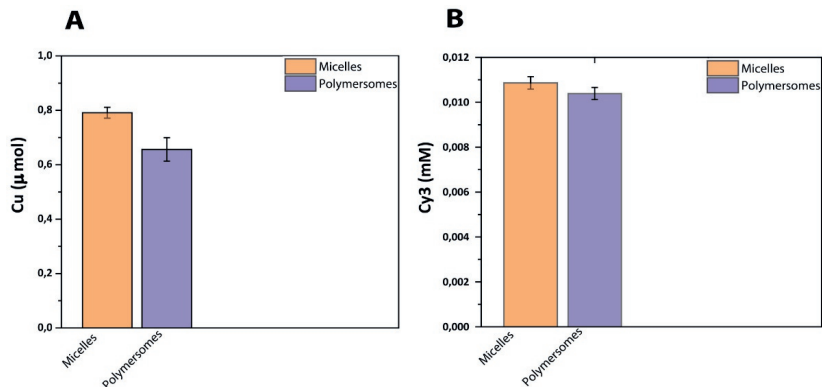 A
Cu (μmol)
1,0
0,8
0,6
0,4
0,2
0,0
Micelles
Polymersomes
Micelles
Polymersomes
B
Cy3 (mM)
0,012
0,010
0,008
0,006
0,004
0,002
0,000
Micelles
Polymersomes
Micelles
Polymersomes